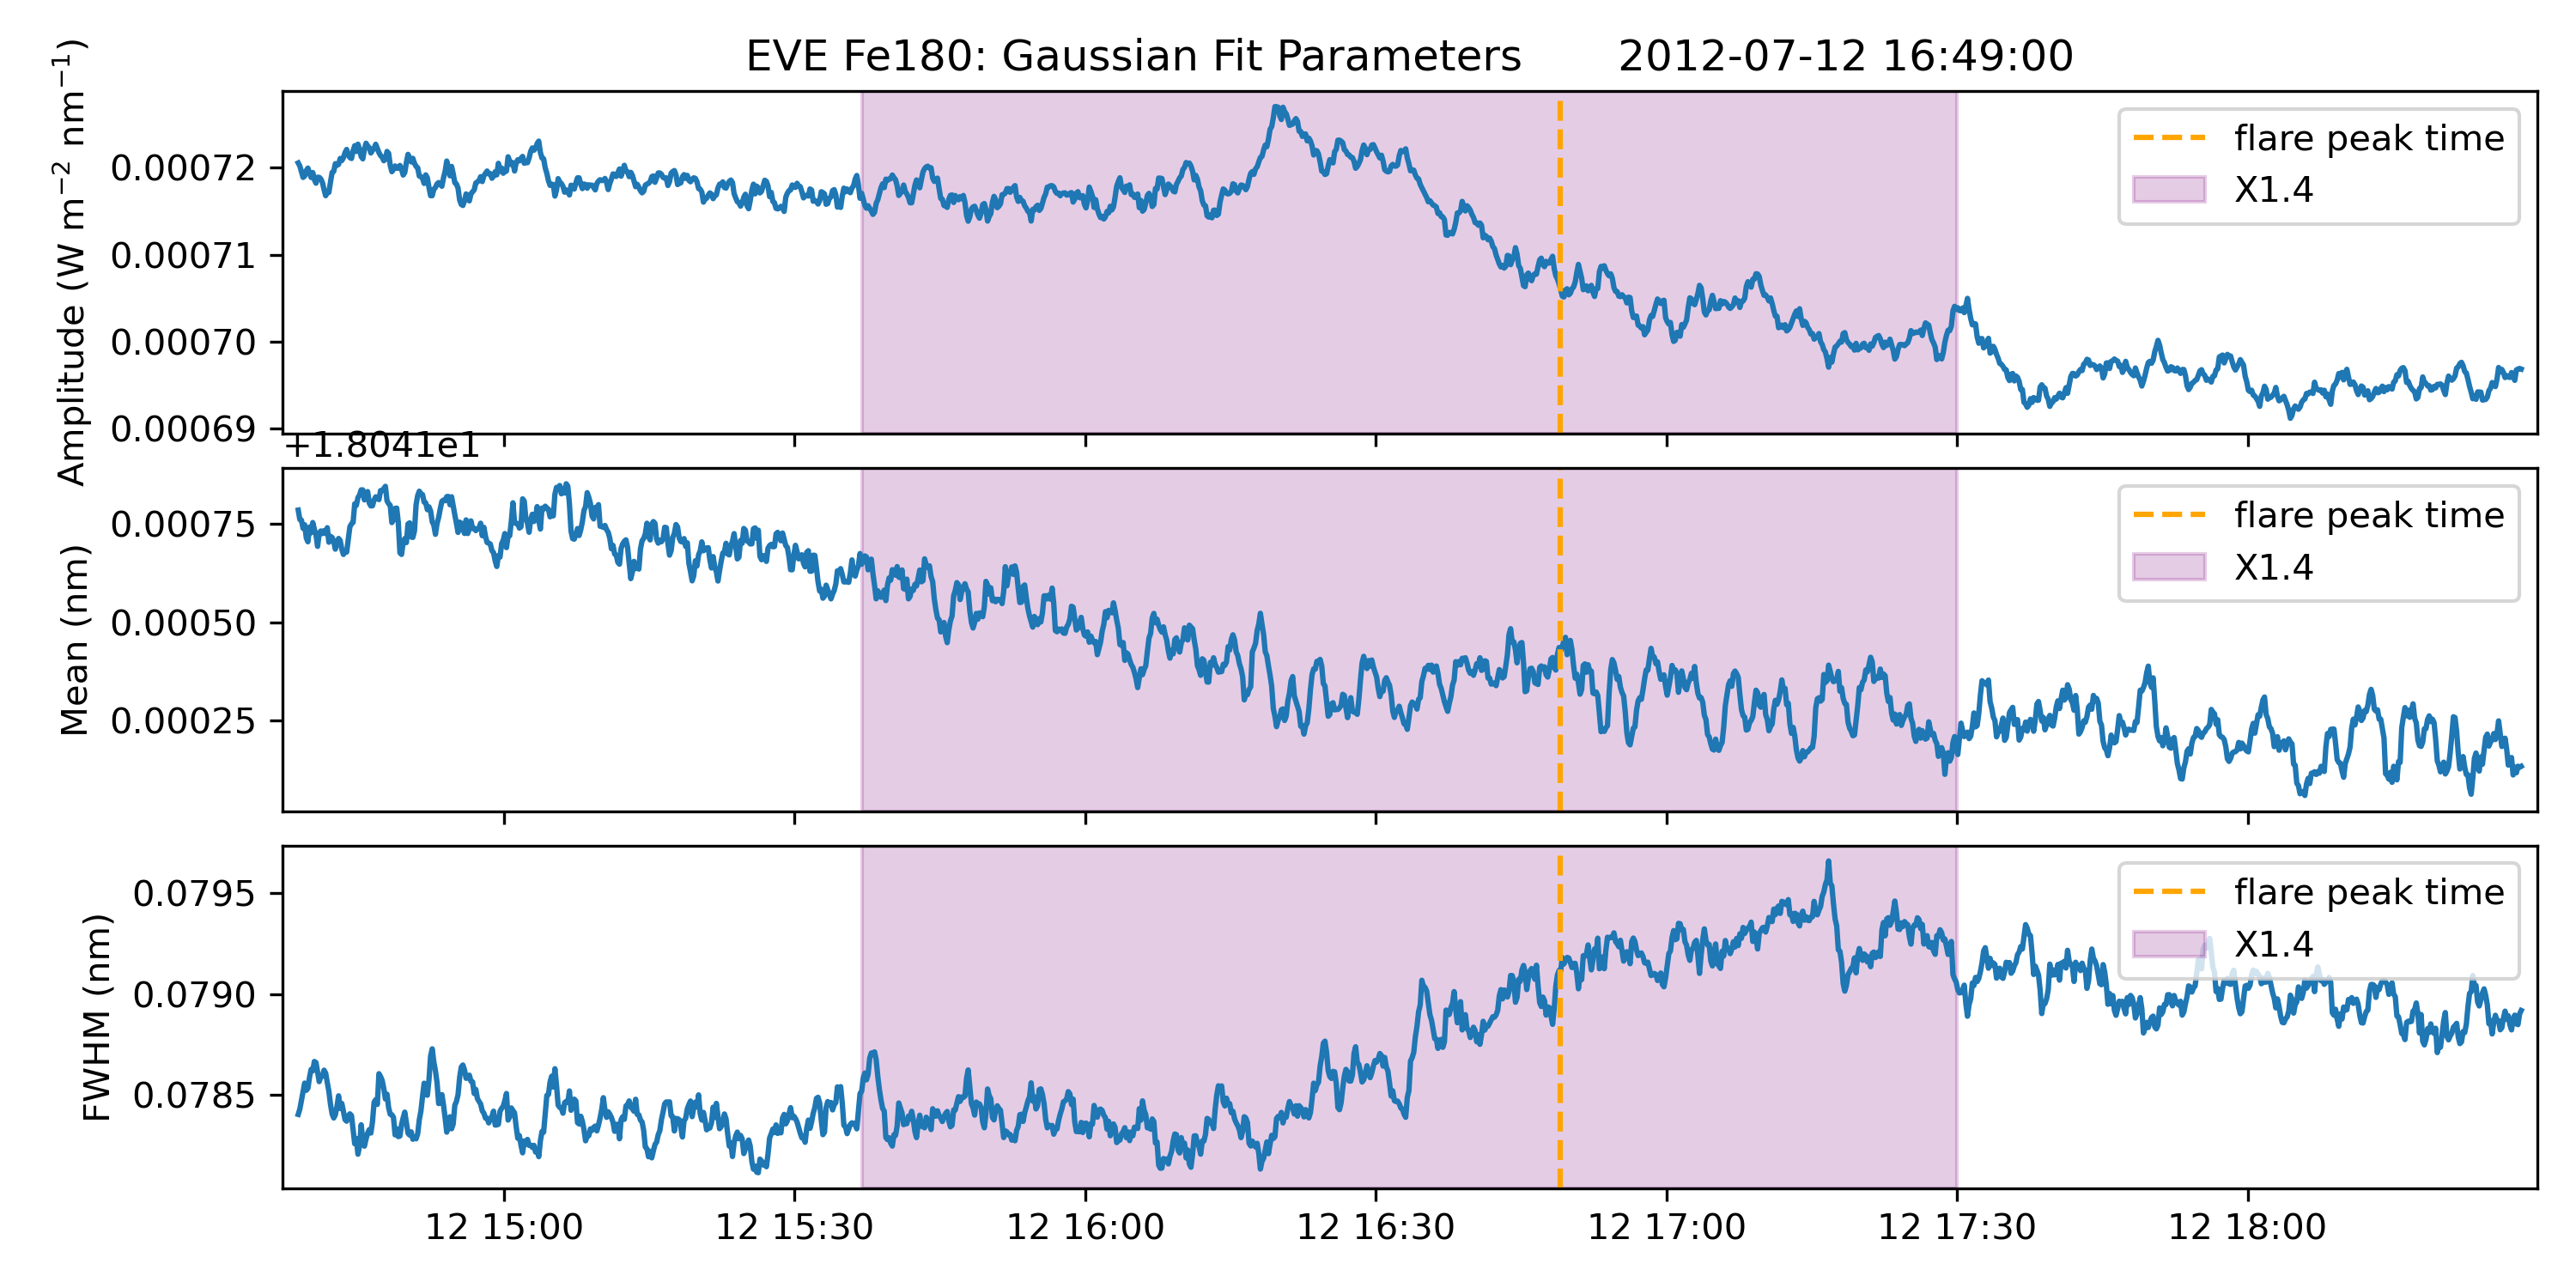 EVE Fe180: Gaussian Fit Parameters 2012-07-12 16:49:00
Amplitude (W m⁻² nm⁻¹)
0.00072
0.00071
0.00070
0.00069
flare peak time
X1.4
+1.8041e1
Mean (nm)
0.00075
0.00050
0.00025
flare peak time
X1.4
FWHM (nm)
0.0795
0.0790
0.0785
flare peak time
X1.4
12 15:00 12 15:30 12 16:00 12 16:30 12 17:00 12 17:30 12 18:00